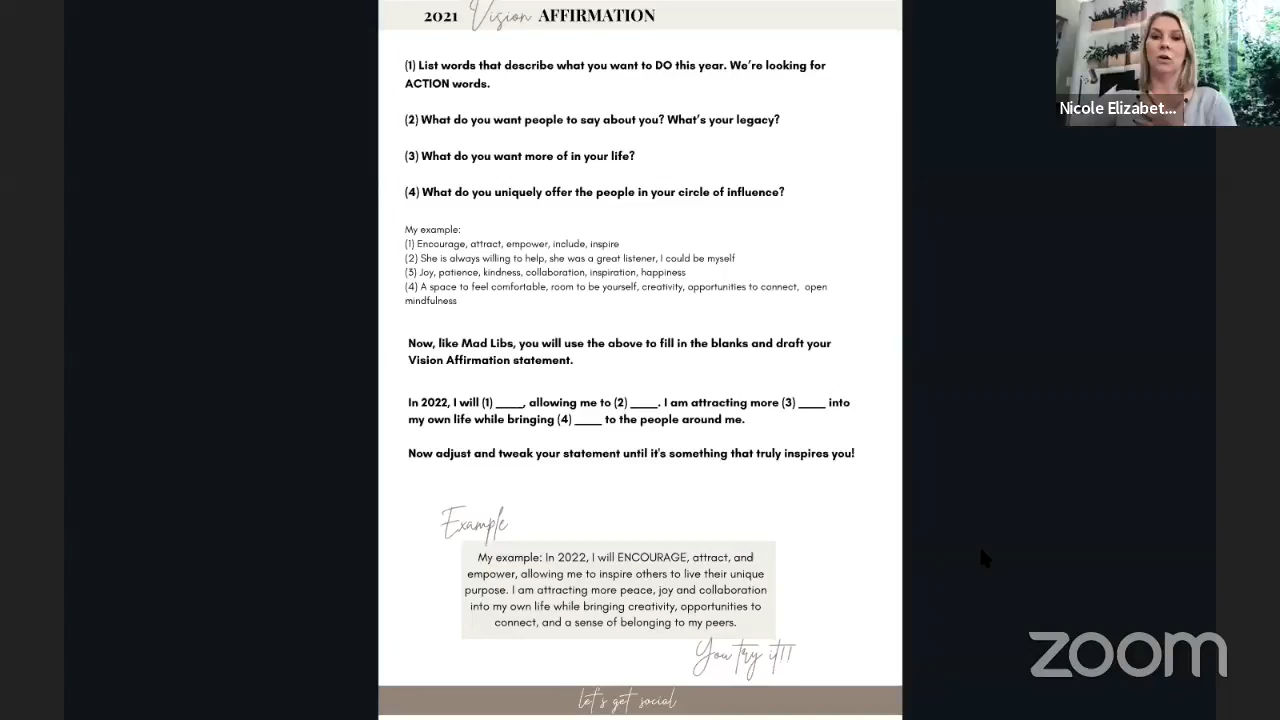 2021 Vision AFFIRMATION
Nicole Elizabet...
(1) List words that describe what you want to DO this year. We're looking for
ACTION words.
(2) What do you want people to say about you? What's your legacy?
(3) What do you want more of in your life?
(4) What do you uniquely offer the people in your circle of influence?
My example:
(1) Encourage, attract, empower, include, inspire
(2) She is always willing to help, she was a great listener, I could be myself
(3) Joy, patience, kindness, collaboration, inspiration, happiness
(4) A space to feel comfortable, room to be yourself, creativity, opportunities to connect, open
mindfulness
Now, like Mad Libs, you will use the above to fill in the blanks and draft your
Vision Affirmation statement.
In 2022, I will (1) _____, allowing me to (2) _____. I am attracting more (3) _____ into
my own life while bringing (4) _____ to the people around me.
Now adjust and tweak your statement until it's something that truly inspires you!
Example
My example: In 2022, I will ENCOURAGE, attract, and
empower, allowing me to inspire others to live their unique
purpose. I am attracting more peace, joy and collaboration
into my own life while bringing creativity, opportunities to
connect, and a sense of belonging to my peers.
You try it!!
let's get social
zoom